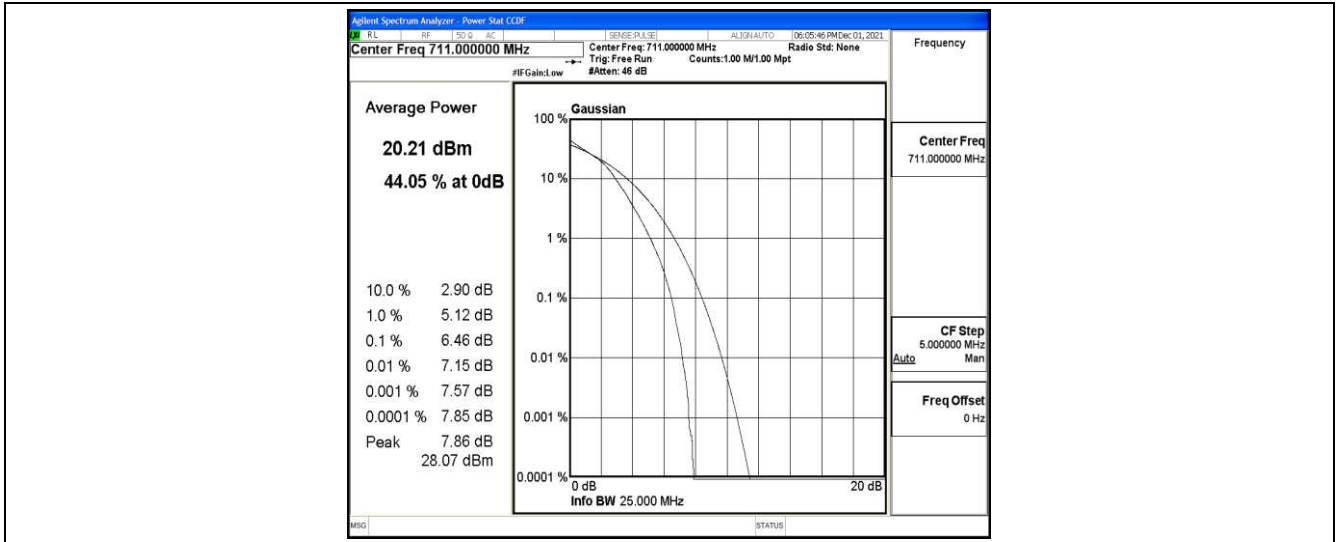 Agilent Spectrum Analyzer - Power Stat CCDF
RL RF 50 Ω AC SENSE:PULSE ALIGNAUTO 06:05:46 PM Dec 01, 2021
Center Freq 711.000000 MHz
Center Freq: 711.000000 MHz Radio Std: None
Trig: Free Run Counts:1.00 M/1.00 Mpt
#IFGain:Low #Atten: 46 dB
Frequency
Average Power
20.21 dBm
44.05 % at 0dB
10.0 % 2.90 dB
1.0 % 5.12 dB
0.1 % 6.46 dB
0.01 % 7.15 dB
0.001 % 7.57 dB
0.0001 % 7.85 dB
Peak 7.86 dB
28.07 dBm
Gaussian
100 %
10 %
1 %
0.1 %
0.01 %
0.001 %
0.0001 %
0 dB 20 dB
Info BW 25.000 MHz
Center Freq
711.000000 MHz
CF Step
5.000000 MHz
Auto Man
Freq Offset
0 Hz
MSG STATUS